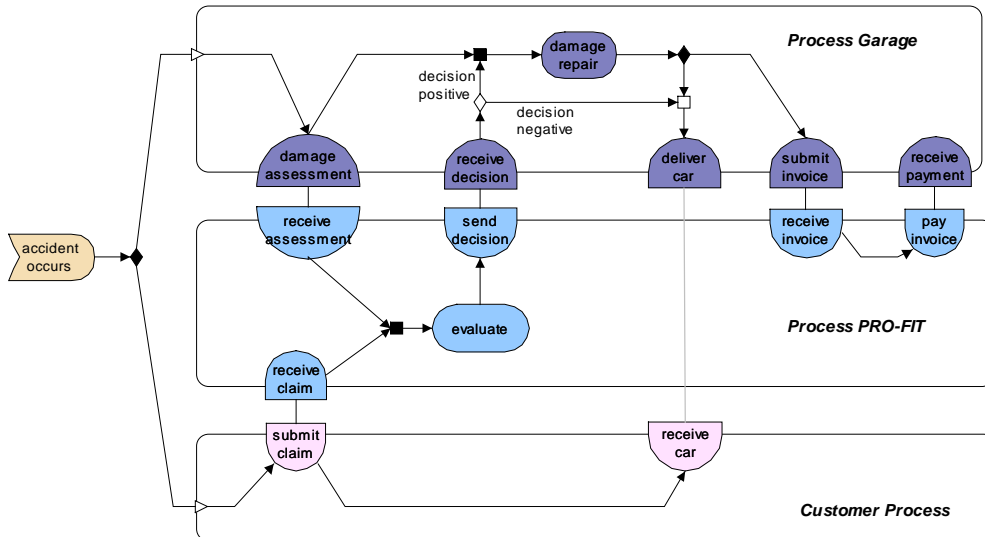 Process Garage
damage
repair
decision
positive
decision
negative
damage
assessment
receive
decision
deliver
car
submit
invoice
receive
payment
receive
assessment
send
decision
receive
invoice
pay
invoice
accident
occurs
evaluate
Process PRO-FIT
receive
claim
submit
claim
receive
car
Customer Process